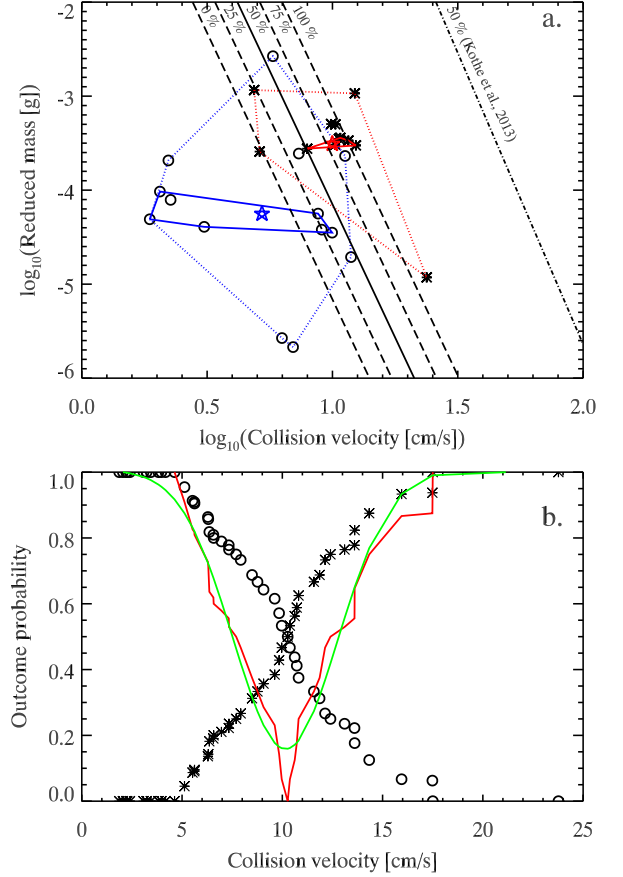 -2
-3
-4
-5
-6
log10(Reduced mass [g])
0 %
25 %
50 %
75 %
100 %
50 % (Kothe et al., 2013)
a.
0.0 0.5 1.0 1.5 2.0
log10(Collision velocity [cm/s])
1.0
0.8
0.6
0.4
0.2
0.0
Outcome probability
b.
0 5 10 15 20 25
Collision velocity [cm/s]